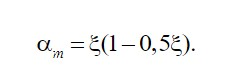 αₘ = ξ(1 – 0,5ξ).